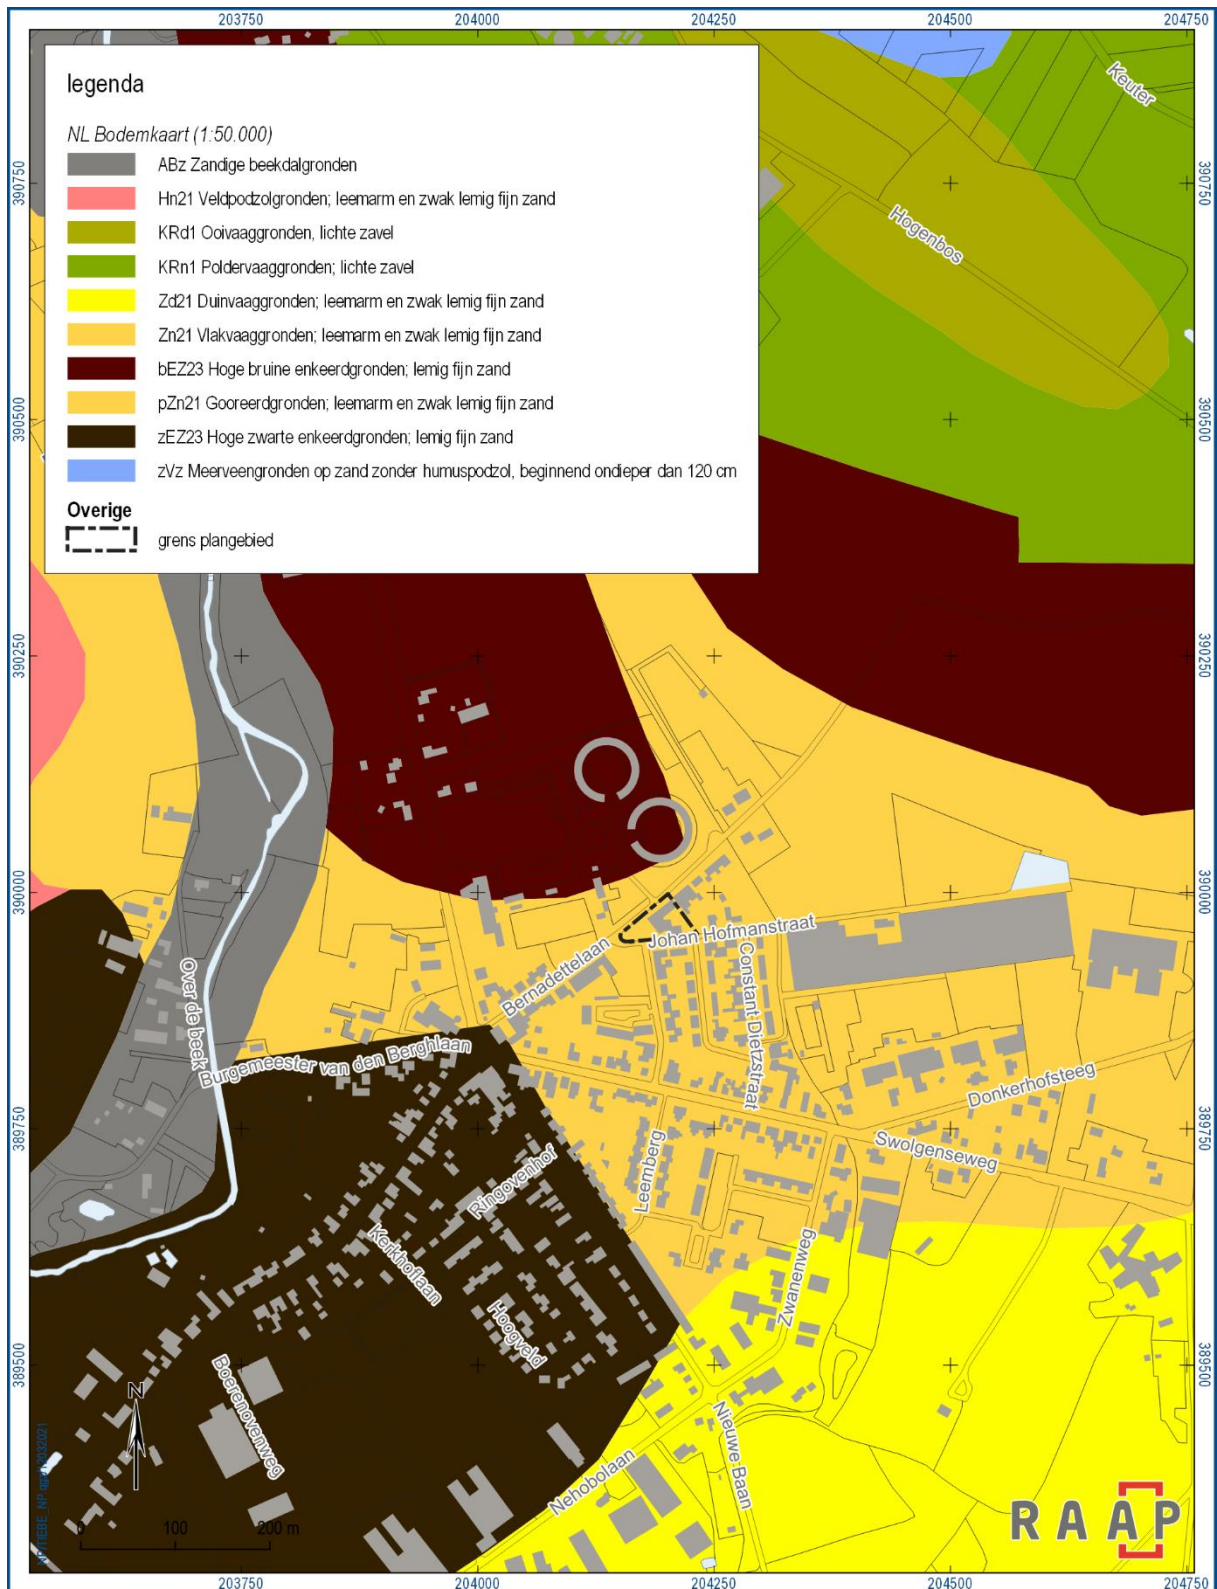 203750 204000 204250 204500 204750
legenda
NL Bodemkaart (1:50.000)
ABz Zandige beekdalgronden
Hn21 Veldpodzolgronden; leemarm en zwak lemig fijn zand
KRd1 Ooivaaggronden, lichte zavel
KRn1 Poldervaaggronden; lichte zavel
Zd21 Duinvaaggronden; leemarm en zwak lemig fijn zand
Zn21 Vlakvaaggronden; leemarm en zwak lemig fijn zand
bEZ23 Hoge bruine enkeerdgronden; lemig fijn zand
pZn21 Gooreerdgronden; leemarm en zwak lemig fijn zand
zEZ23 Hoge zwarte enkeerdgronden; lemig fijn zand
zVz Meerveengronden op zand zonder humuspodzol, beginnend ondieper dan 120 cm
Overige
grens plangebied
Keuter
Hogenbos
390750
390750
390500
390500
390250
390250
390000
390000
Johan Hofmanstraat
Bernadettelaan
Constant Dietzstraat
Over de beek
Burgemeester van den Berghlaan
Donkerhofsteeg
389750
389750
Swolgenseweg
Leemberg
Ringovenhof
Kerkhoflaan
Zwanenweg
Hoogveld
389500
389500
Boerenovenweg
Nieuwe Baan
Nehobolaan
N
0 100 200 m
RAAP
203750 204000 204250 204500 204750